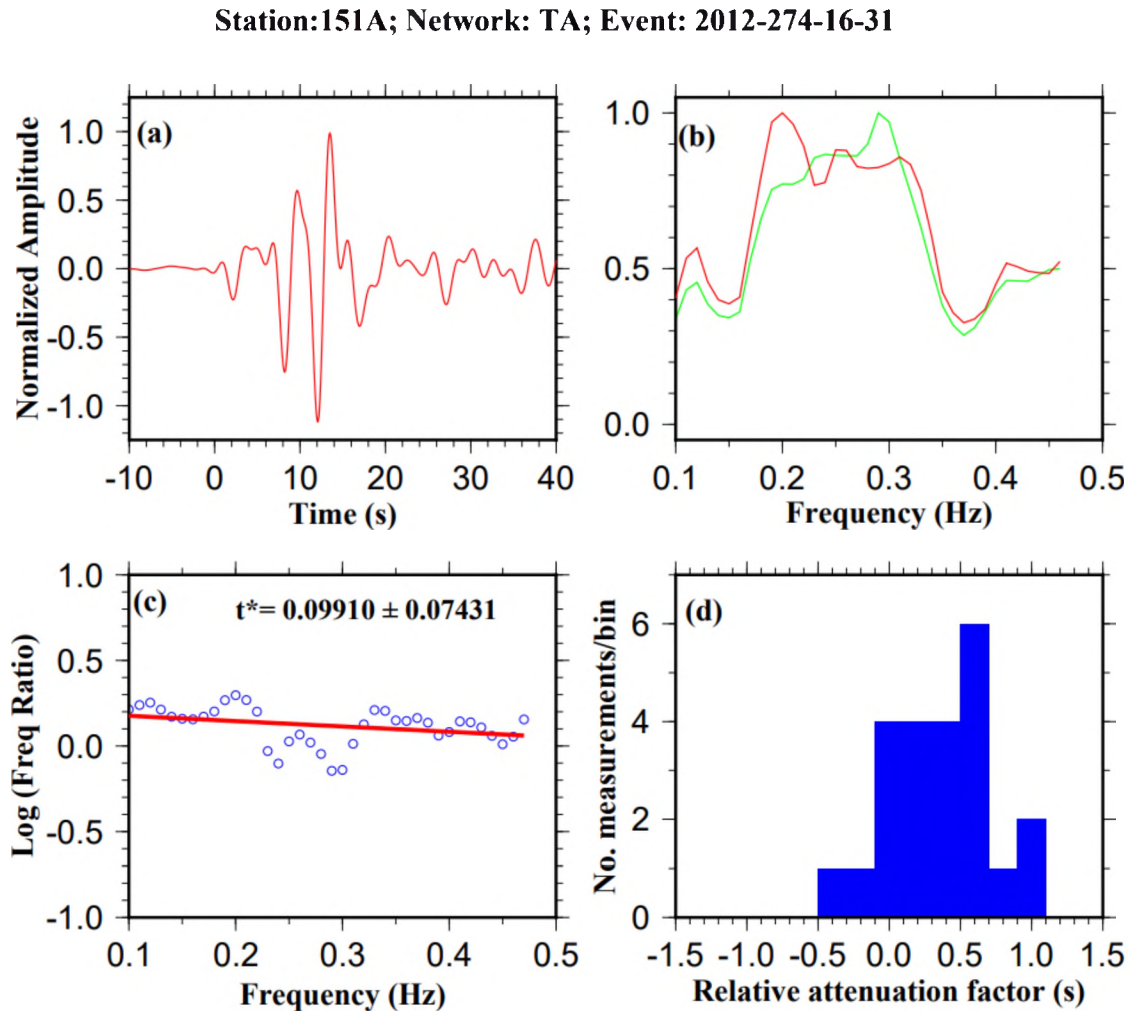 Station:151A; Network: TA; Event: 2012-274-16-31
(a)
Normalized Amplitude
1.0
0.5
0.0
-0.5
-1.0
-10 0 10 20 30 40
Time (s)
(b)
1.0
0.5
0.0
0.1 0.2 0.3 0.4 0.5
Frequency (Hz)
(c)
t*= 0.09910 ± 0.07431
Log (Freq Ratio)
1.0
0.5
0.0
-0.5
-1.0
0.1 0.2 0.3 0.4 0.5
Frequency (Hz)
(d)
No. measurements/bin
6
4
2
0
-1.5 -1.0 -0.5 0.0 0.5 1.0 1.5
Relative attenuation factor (s)